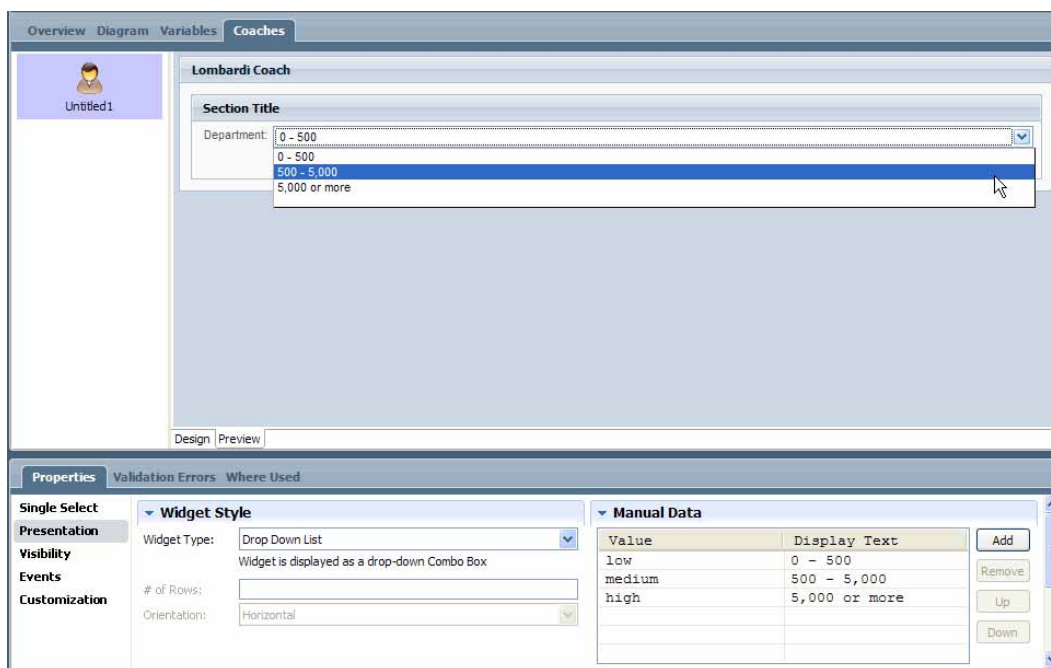 Overview Diagram Variables Coaches
Untitled1
Lombardi Coach
Section Title
Department: 0 - 500
0 - 500
500 - 5,000
5,000 or more
Design Preview
Properties Validation Errors Where Used
Single Select
Presentation
Visibility
Events
Customization
Widget Style
Widget Type: Drop Down List
Widget is displayed as a drop-down Combo Box
# of Rows:
Orientation: Horizontal
Manual Data
Value Display Text
low 0 - 500
medium 500 - 5,000
high 5,000 or more
Add
Remove
Up
Down